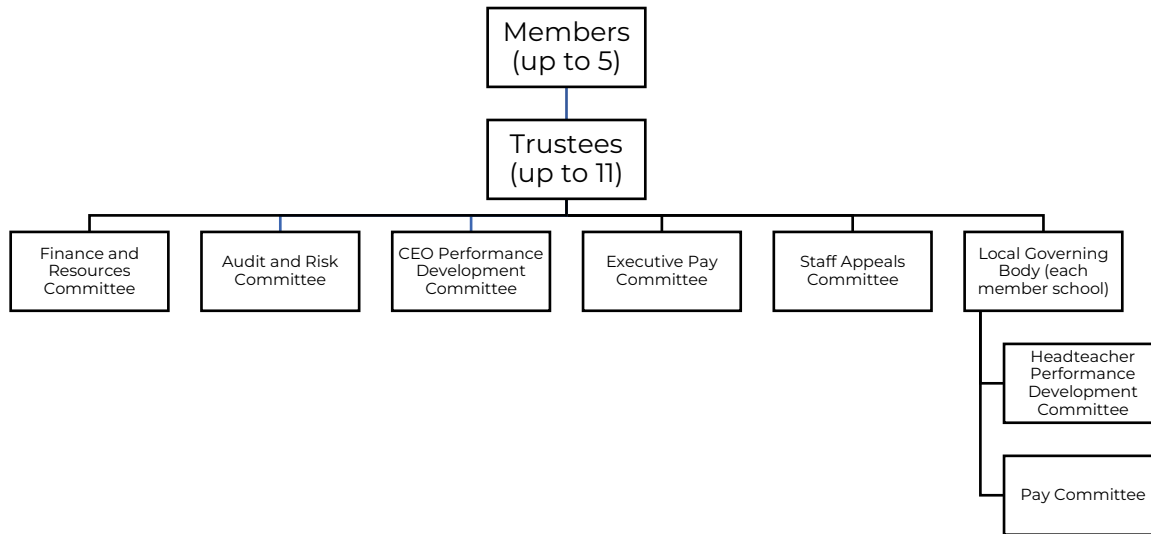 Members
(up to 5)
Trustees
(up to 11)
Finance and
Resources
Committee
Audit and Risk
Committee
CEO Performance
Development
Committee
Executive Pay
Committee
Staff Appeals
Committee
Local Governing
Body (each
member school)
Headteacher
Performance
Development
Committee
Pay Committee